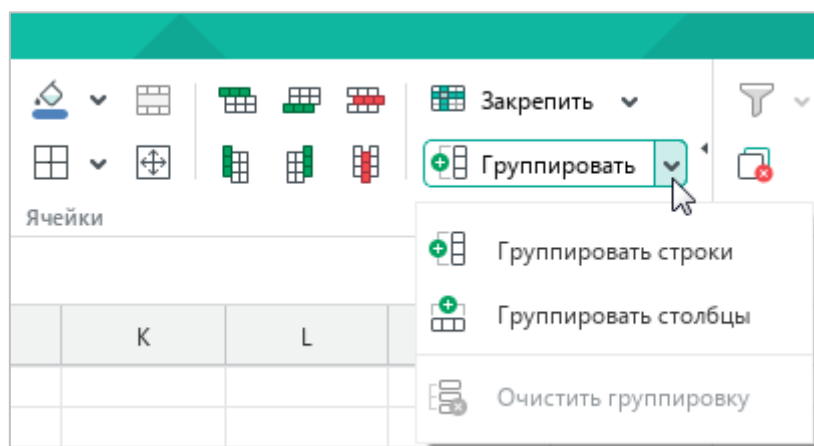 Закрепить
Группировать
Ячейки
Группировать строки
K L
Группировать столбцы
Очистить группировку